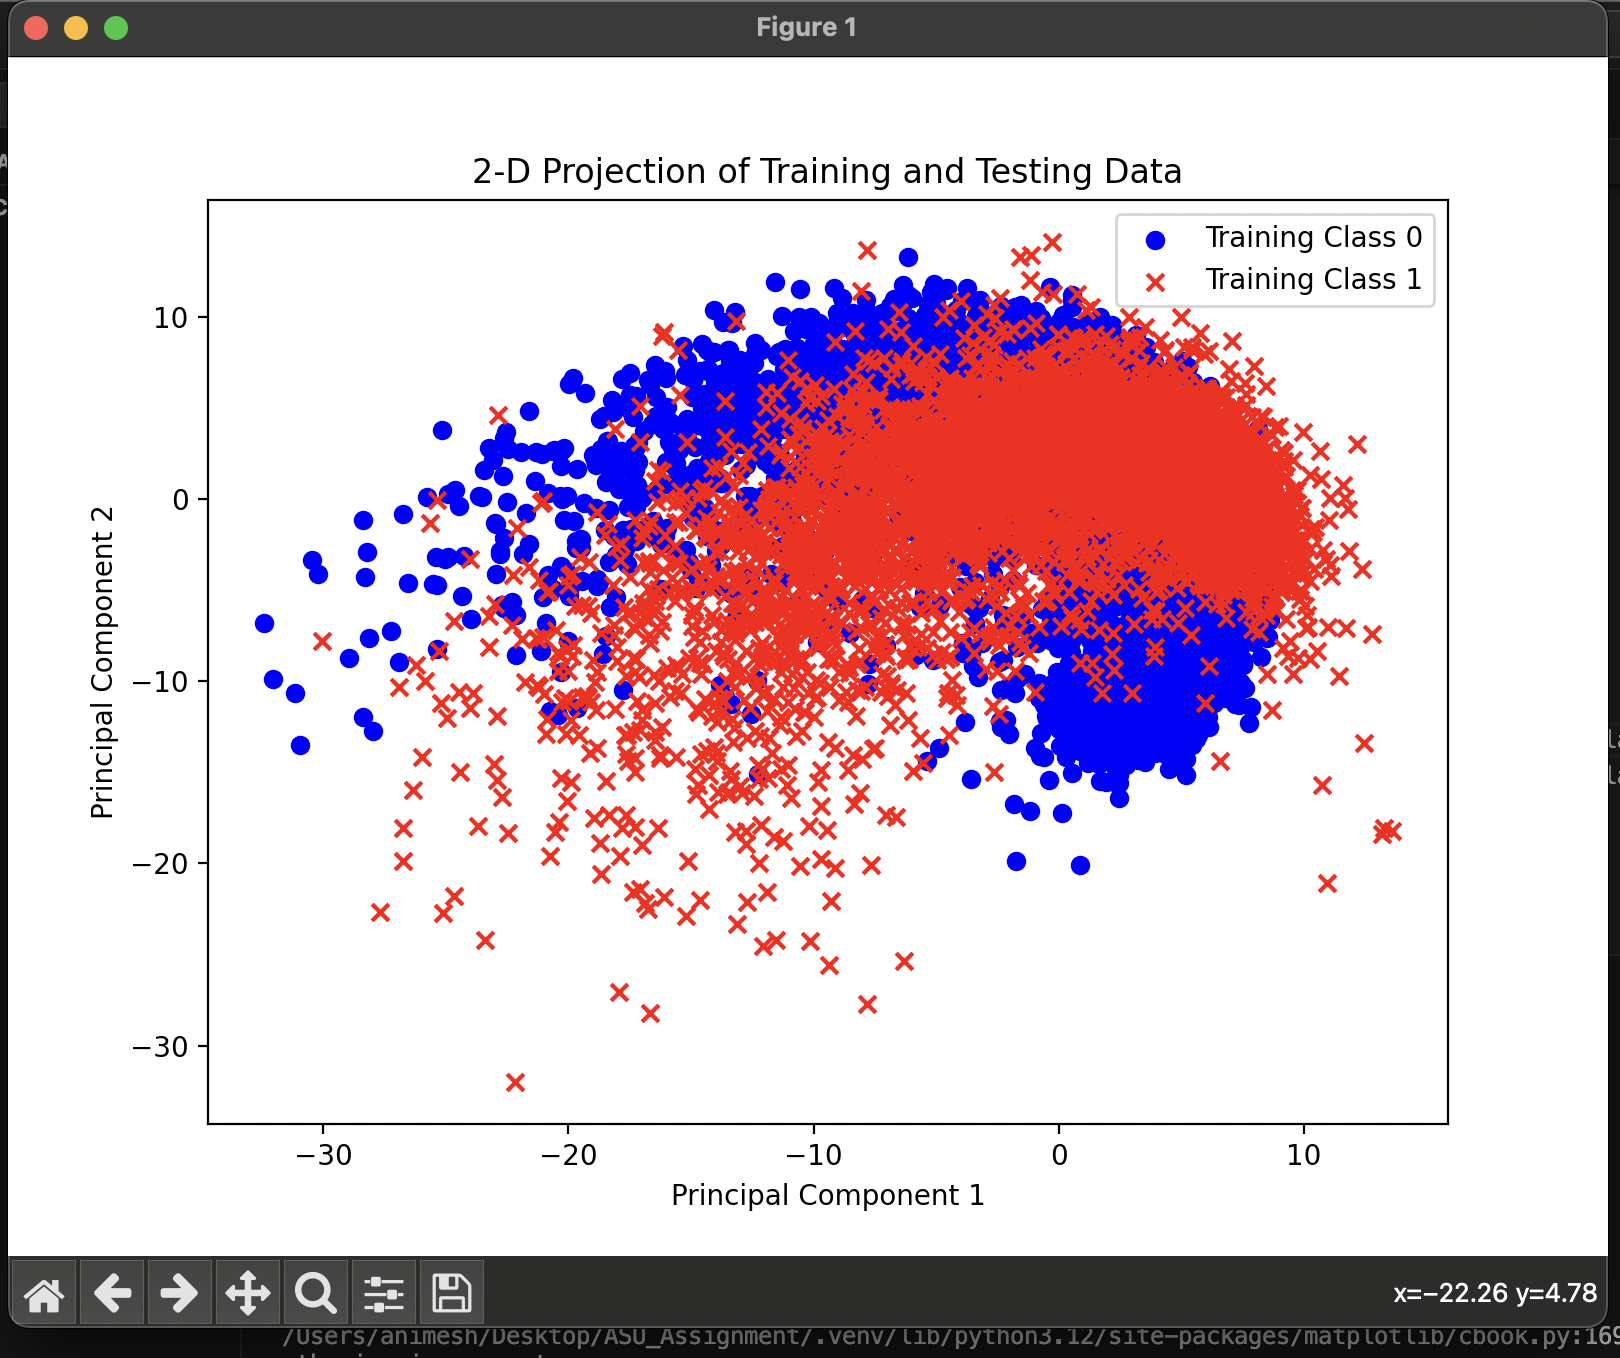 Figure 1
2-D Projection of Training and Testing Data
Training Class 0
Training Class 1
10
0
−10
−20
−30
Principal Component 2
−30
−20
−10
0
10
Principal Component 1
x=−22.26 y=4.78
/Users/animesh/Desktop/ASU_Assignment/.venv/lib/python3.12/site-packages/matplotlib/cbook.py:169